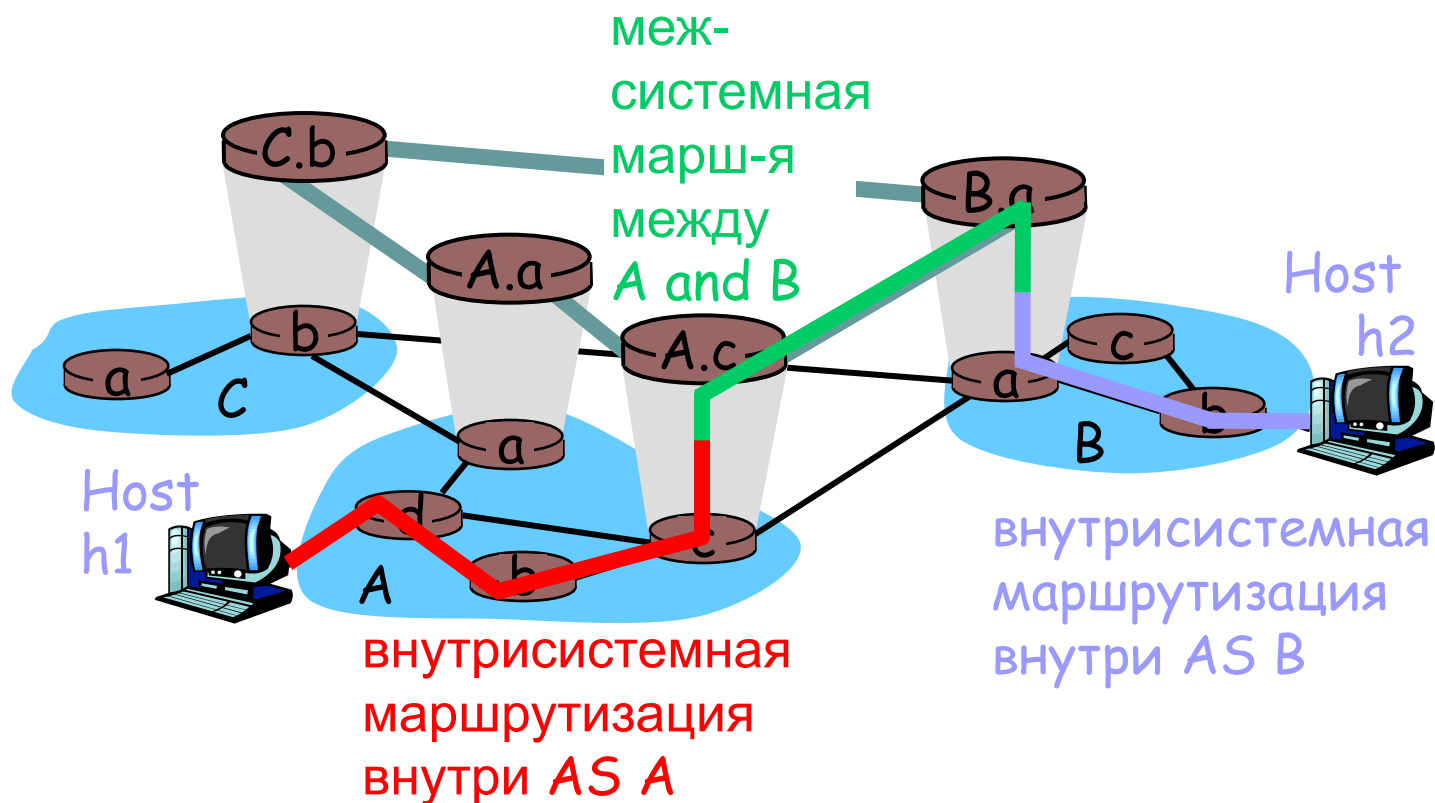 меж-
системная
марш-я
между
A and B
C.b
B.a
A.a
A.c
Host
h2
b
a
C
a
c
b
B
a
d
b
c
A
Host
h1
внутрисистемная
маршрутизация
внутри AS B
внутрисистемная
маршрутизация
внутри AS A